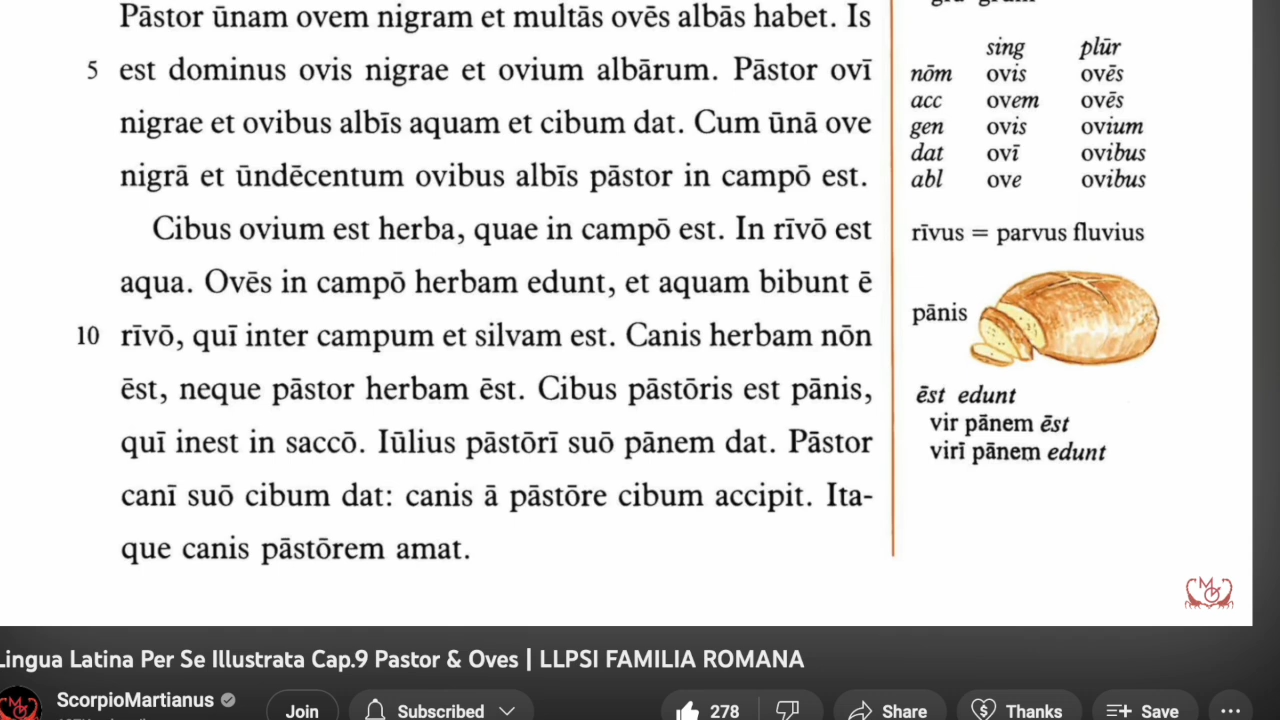 Pāstor ūnam ovem nigram et multās ovēs albās habet. Is
5 est dominus ovis nigrae et ovium albārum. Pāstor ovī
nigrae et ovibus albīs aquam et cibum dat. Cum ūnā ove
nigrā et ūndēcentum ovibus albīs pāstor in campō est.
Cibus ovium est herba, quae in campō est. In rīvō est
aqua. Ovēs in campō herbam edunt, et aquam bibunt ē
10 rīvō, quī inter campum et silvam est. Canis herbam nōn
ēst, neque pāstor herbam ēst. Cibus pāstōris est pānis,
quī inest in saccō. Iūlius pāstōrī suō pānem dat. Pāstor
canī suō cibum dat: canis ā pāstōre cibum accipit. Ita-
que canis pāstōrem amat.
sing plūr
nōm ovis ovēs
acc ovem ovēs
gen ovis ovium
dat ovī ovibus
abl ove ovibus
rīvus = parvus fluvius
pānis
ēst edunt
vir pānem ēst
virī pānem edunt
Lingua Latina Per Se Illustrata Cap.9 Pastor & Oves | LLPSI FAMILIA ROMANA
ScorpioMartianus
Join
Subscribed
278
Share
Thanks
Save